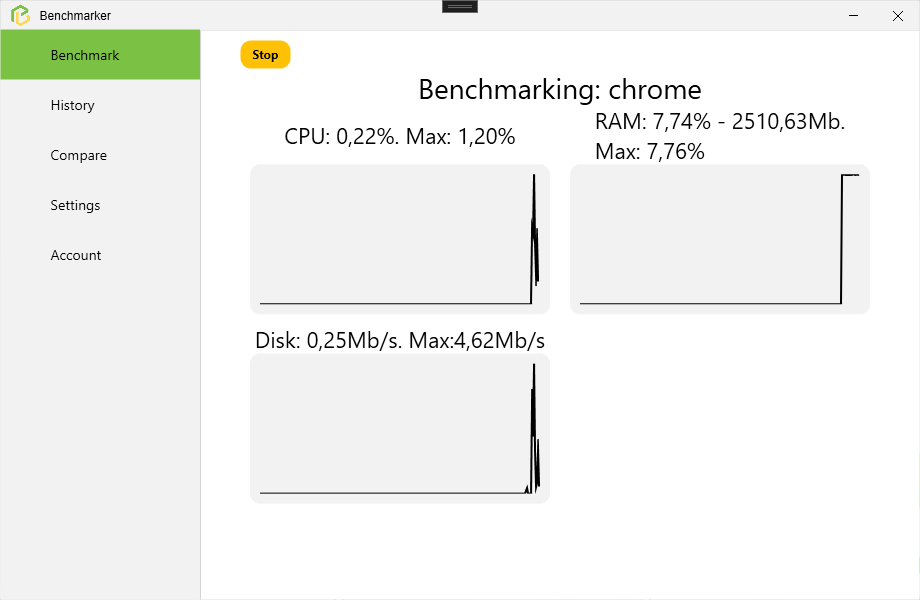 Benchmarker
Benchmark
History
Compare
Settings
Account
Stop
Benchmarking: chrome
CPU: 0,22%. Max: 1,20%
RAM: 7,74% - 2510,63Mb.
Max: 7,76%
Disk: 0,25Mb/s. Max:4,62Mb/s